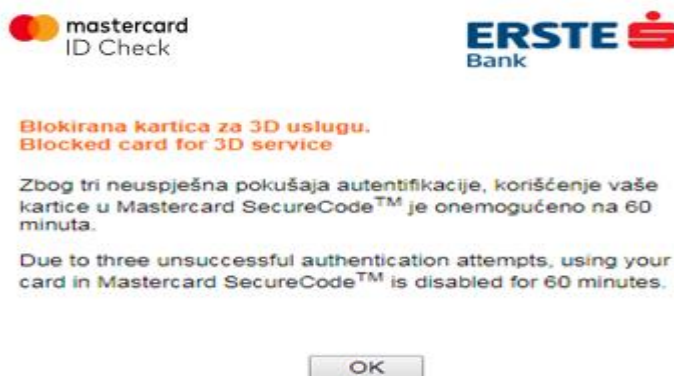 mastercard
ID Check
ERSTE
Bank
Blokirana kartica za 3D uslugu.
Blocked card for 3D service
Zbog tri neuspješna pokušaja autentifikacije, korišćenje vaše
kartice u Mastercard SecureCode™ je onemogućeno na 60
minuta.
Due to three unsuccessful authentication attempts, using your
card in Mastercard SecureCode™ is disabled for 60 minutes.
OK